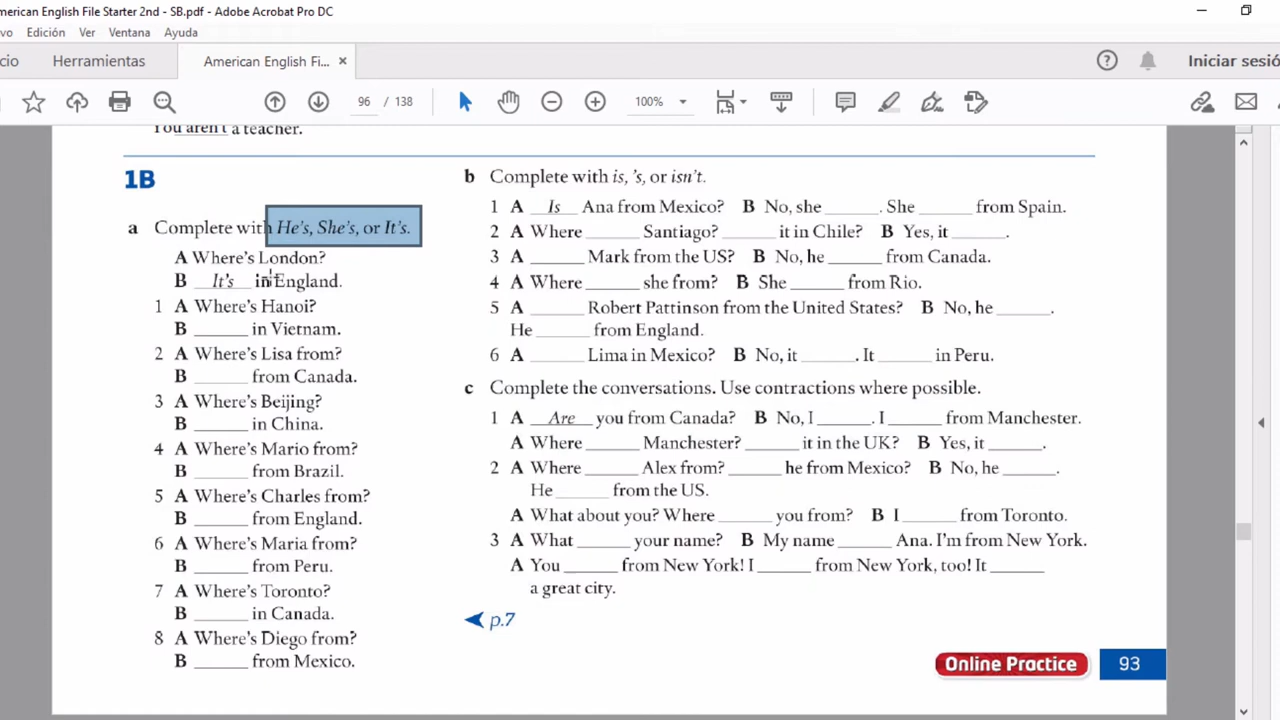 merican English File Starter 2nd - SB.pdf - Adobe Acrobat Pro DC
vo Edición Ver Ventana Ayuda
cio Herramientas American English Fi... × ? Iniciar sesió
96 / 138 100%
You aren't a teacher.
1B
a Complete with He's, She's, or It's.
A Where's London?
B It's in England.
1 A Where's Hanoi?
B ______ in Vietnam.
2 A Where's Lisa from?
B ______ from Canada.
3 A Where's Beijing?
B ______ in China.
4 A Where's Mario from?
B ______ from Brazil.
5 A Where's Charles from?
B ______ from England.
6 A Where's Maria from?
B ______ from Peru.
7 A Where's Toronto?
B ______ in Canada.
8 A Where's Diego from?
B ______ from Mexico.
b Complete with is, 's, or isn't.
1 A Is Ana from Mexico? B No, she ______. She ______ from Spain.
2 A Where ______ Santiago? ______ it in Chile? B Yes, it ______.
3 A ______ Mark from the US? B No, he ______ from Canada.
4 A Where ______ she from? B She ______ from Rio.
5 A ______ Robert Pattinson from the United States? B No, he ______.
He ______ from England.
6 A ______ Lima in Mexico? B No, it ______. It ______ in Peru.
c Complete the conversations. Use contractions where possible.
1 A Are you from Canada? B No, I ______. I ______ from Manchester.
A Where ______ Manchester? ______ it in the UK? B Yes, it ______.
2 A Where ______ Alex from? ______ he from Mexico? B No, he ______.
He ______ from the US.
A What about you? Where ______ you from? B I ______ from Toronto.
3 A What ______ your name? B My name ______ Ana. I'm from New York.
A You ______ from New York! I ______ from New York, too! It ______
a great city.
p.7
Online Practice 93